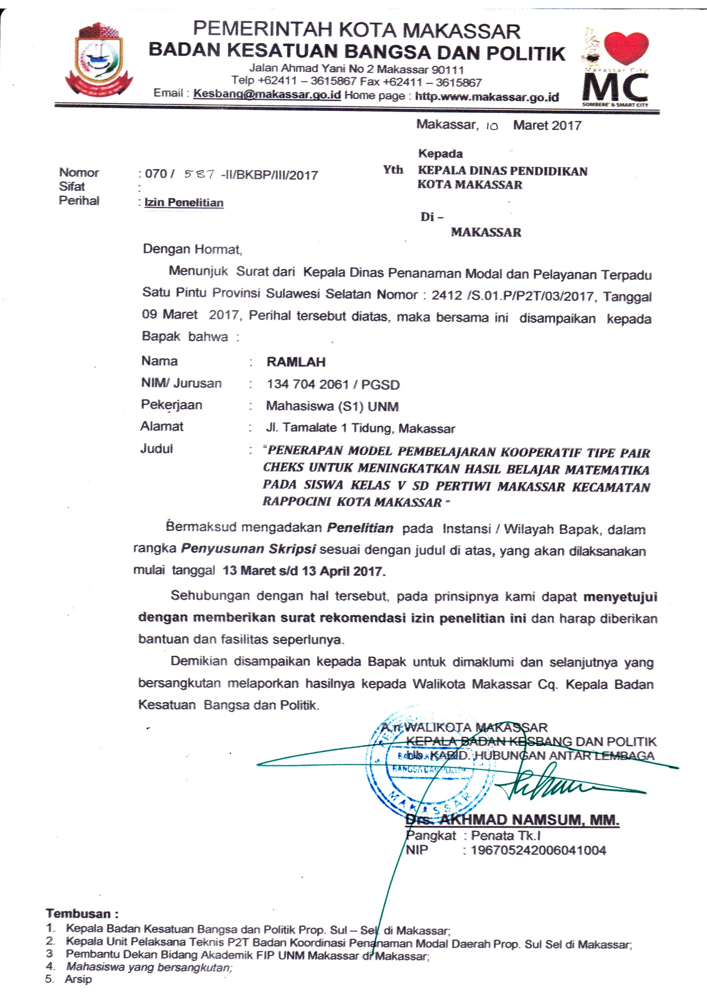 PEMERINTAH KOTA MAKASSAR
BADAN KESATUAN BANGSA DAN POLITIK
Jalan Ahmad Yani No 2 Makassar 90111
Telp +62411 – 3615867 Fax +62411 – 3615867
Email : Kesbang@makassar.go.id Home page : http.www.makassar.go.id
Makassar City
MC
SOMBERE' & SMART CITY
Makassar, 10 Maret 2017
Kepada
Yth KEPALA DINAS PENDIDIKAN
KOTA MAKASSAR
Di –
MAKASSAR
Nomor : 070 / 587 -II/BKBP/III/2017
Sifat :
Perihal : Izin Penelitian
Dengan Hormat,
Menunjuk Surat dari Kepala Dinas Penanaman Modal dan Pelayanan Terpadu
Satu Pintu Provinsi Sulawesi Selatan Nomor : 2412 /S.01.P/P2T/03/2017, Tanggal
09 Maret 2017, Perihal tersebut diatas, maka bersama ini disampaikan kepada
Bapak bahwa :
Nama : RAMLAH
NIM/ Jurusan : 134 704 2061 / PGSD
Pekerjaan : Mahasiswa (S1) UNM
Alamat : Jl. Tamalate 1 Tidung, Makassar
Judul : "PENERAPAN MODEL PEMBELAJARAN KOOPERATIF TIPE PAIR
CHEKS UNTUK MENINGKATKAN HASIL BELAJAR MATEMATIKA
PADA SISWA KELAS V SD PERTIWI MAKASSAR KECAMATAN
RAPPOCINI KOTA MAKASSAR "
Bermaksud mengadakan Penelitian pada Instansi / Wilayah Bapak, dalam
rangka Penyusunan Skripsi sesuai dengan judul di atas, yang akan dilaksanakan
mulai tanggal 13 Maret s/d 13 April 2017.
Sehubungan dengan hal tersebut, pada prinsipnya kami dapat menyetujui
dengan memberikan surat rekomendasi izin penelitian ini dan harap diberikan
bantuan dan fasilitas seperlunya.
Demikian disampaikan kepada Bapak untuk dimaklumi dan selanjutnya yang
bersangkutan melaporkan hasilnya kepada Walikota Makassar Cq. Kepala Badan
Kesatuan Bangsa dan Politik.
A.n WALIKOTA MAKASSAR
KEPALA BADAN KESBANG DAN POLITIK
Ub. KABID. HUBUNGAN ANTAR LEMBAGA
BANGSA DAN POLITIK
MAKASSAR
Drs. AKHMAD NAMSUM, MM.
Pangkat : Penata Tk.I
NIP : 196705242006041004
Tembusan :
1. Kepala Badan Kesatuan Bangsa dan Politik Prop. Sul – Sel. di Makassar;
2. Kepala Unit Pelaksana Teknis P2T Badan Koordinasi Penanaman Modal Daerah Prop. Sul Sel di Makassar;
3 Pembantu Dekan Bidang Akademik FIP UNM Makassar di Makassar;
4. Mahasiswa yang bersangkutan;
5. Arsip